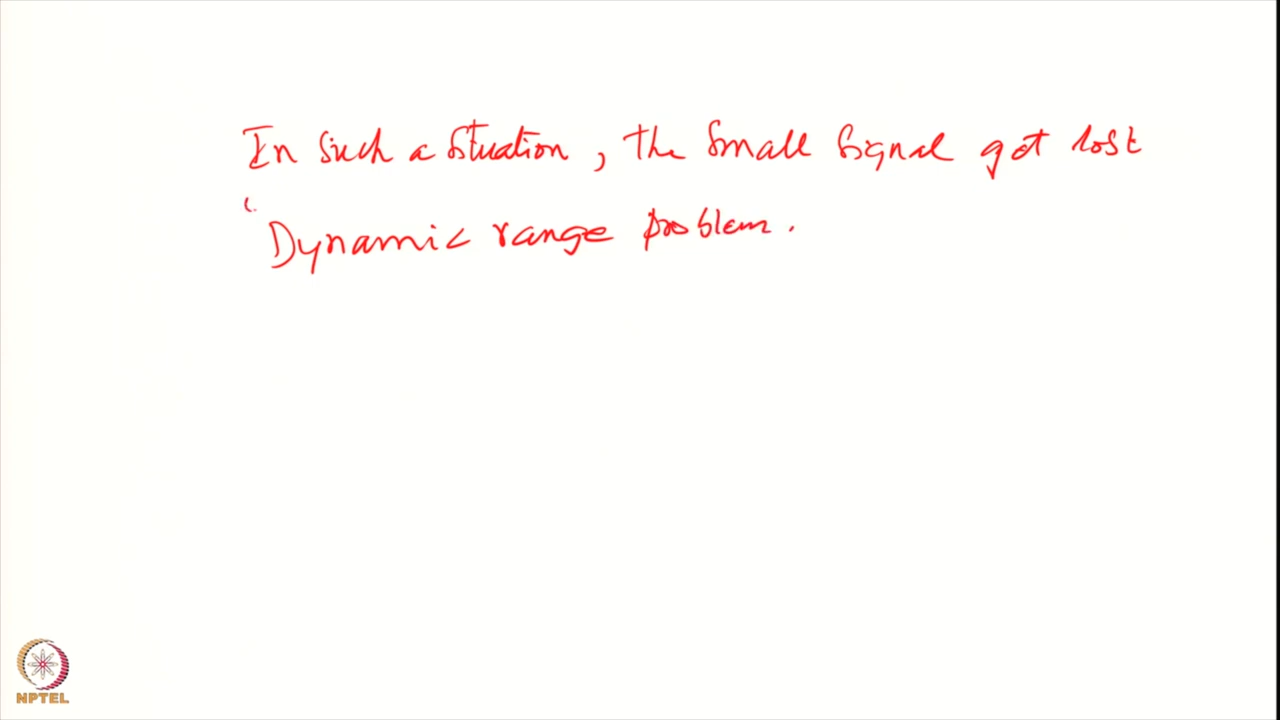 In such a situation, the small signal got lost
"Dynamic range problem.
NPTEL